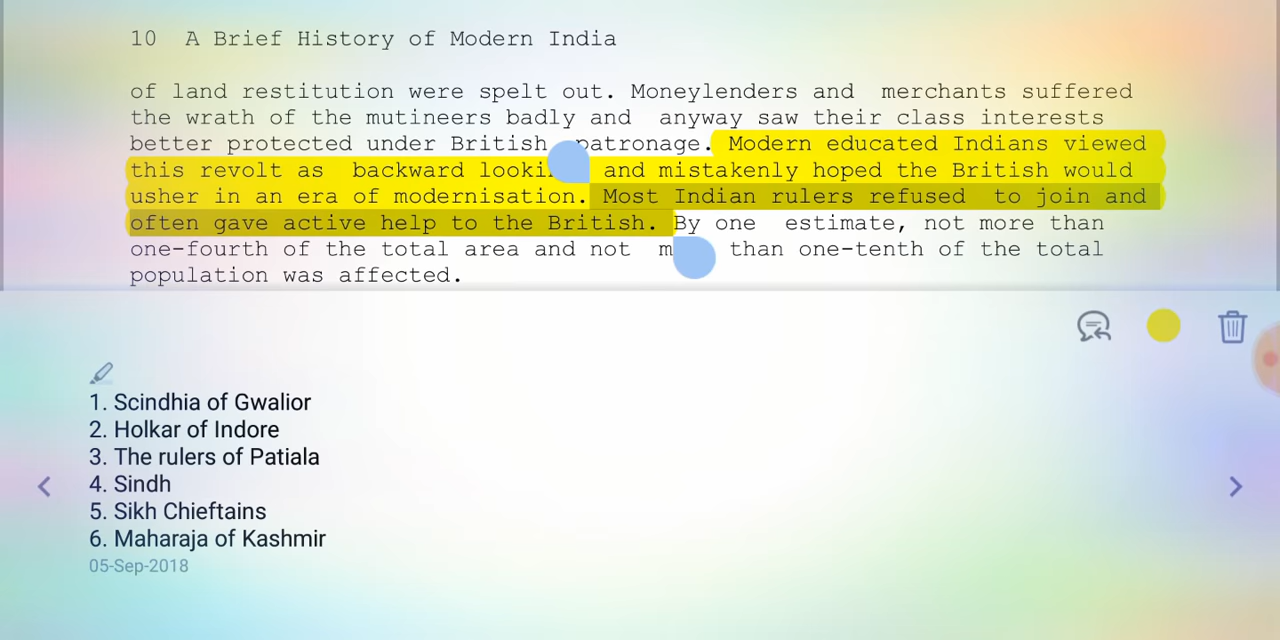 10 A Brief History of Modern India
of land restitution were spelt out. Moneylenders and merchants suffered
the wrath of the mutineers badly and anyway saw their class interests
better protected under British patronage. Modern educated Indians viewed
this revolt as backward looki and mistakenly hoped the British would
usher in an era of modernisation. Most Indian rulers refused to join and
often gave active help to the British. By one estimate, not more than
one-fourth of the total area and not m than one-tenth of the total
population was affected.
1. Scindhia of Gwalior
2. Holkar of Indore
3. The rulers of Patiala
4. Sindh
5. Sikh Chieftains
6. Maharaja of Kashmir
05-Sep-2018